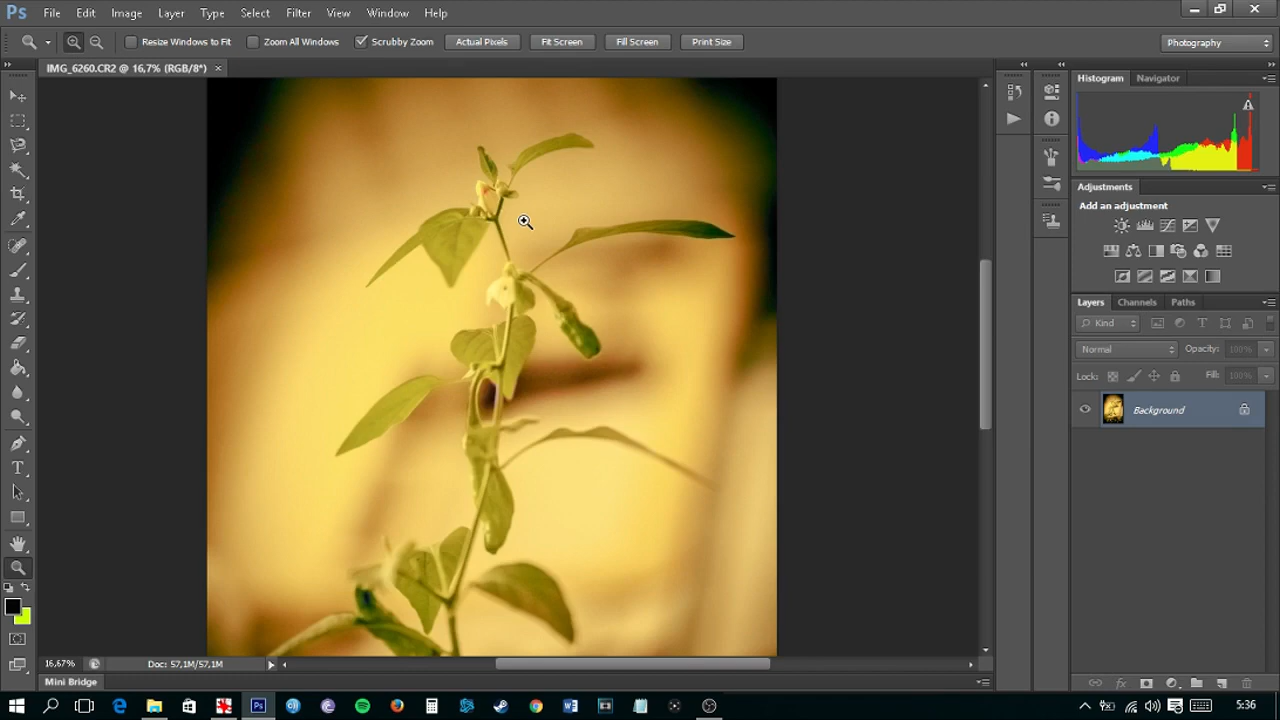 Ps File Edit Image Layer Type Select Filter View Window Help
Resize Windows to Fit Zoom All Windows Scrubby Zoom Actual Pixels Fit Screen Fill Screen Print Size Photography
IMG_6260.CR2 @ 16,7% (RGB/8*) ×
Histogram Navigator
Adjustments
Add an adjustment
Layers Channels Paths
Kind
Normal Opacity: 100%
Lock: Fill: 100%
Background
T
16,67% Doc: 57,1M/57,1M
Mini Bridge
5:36